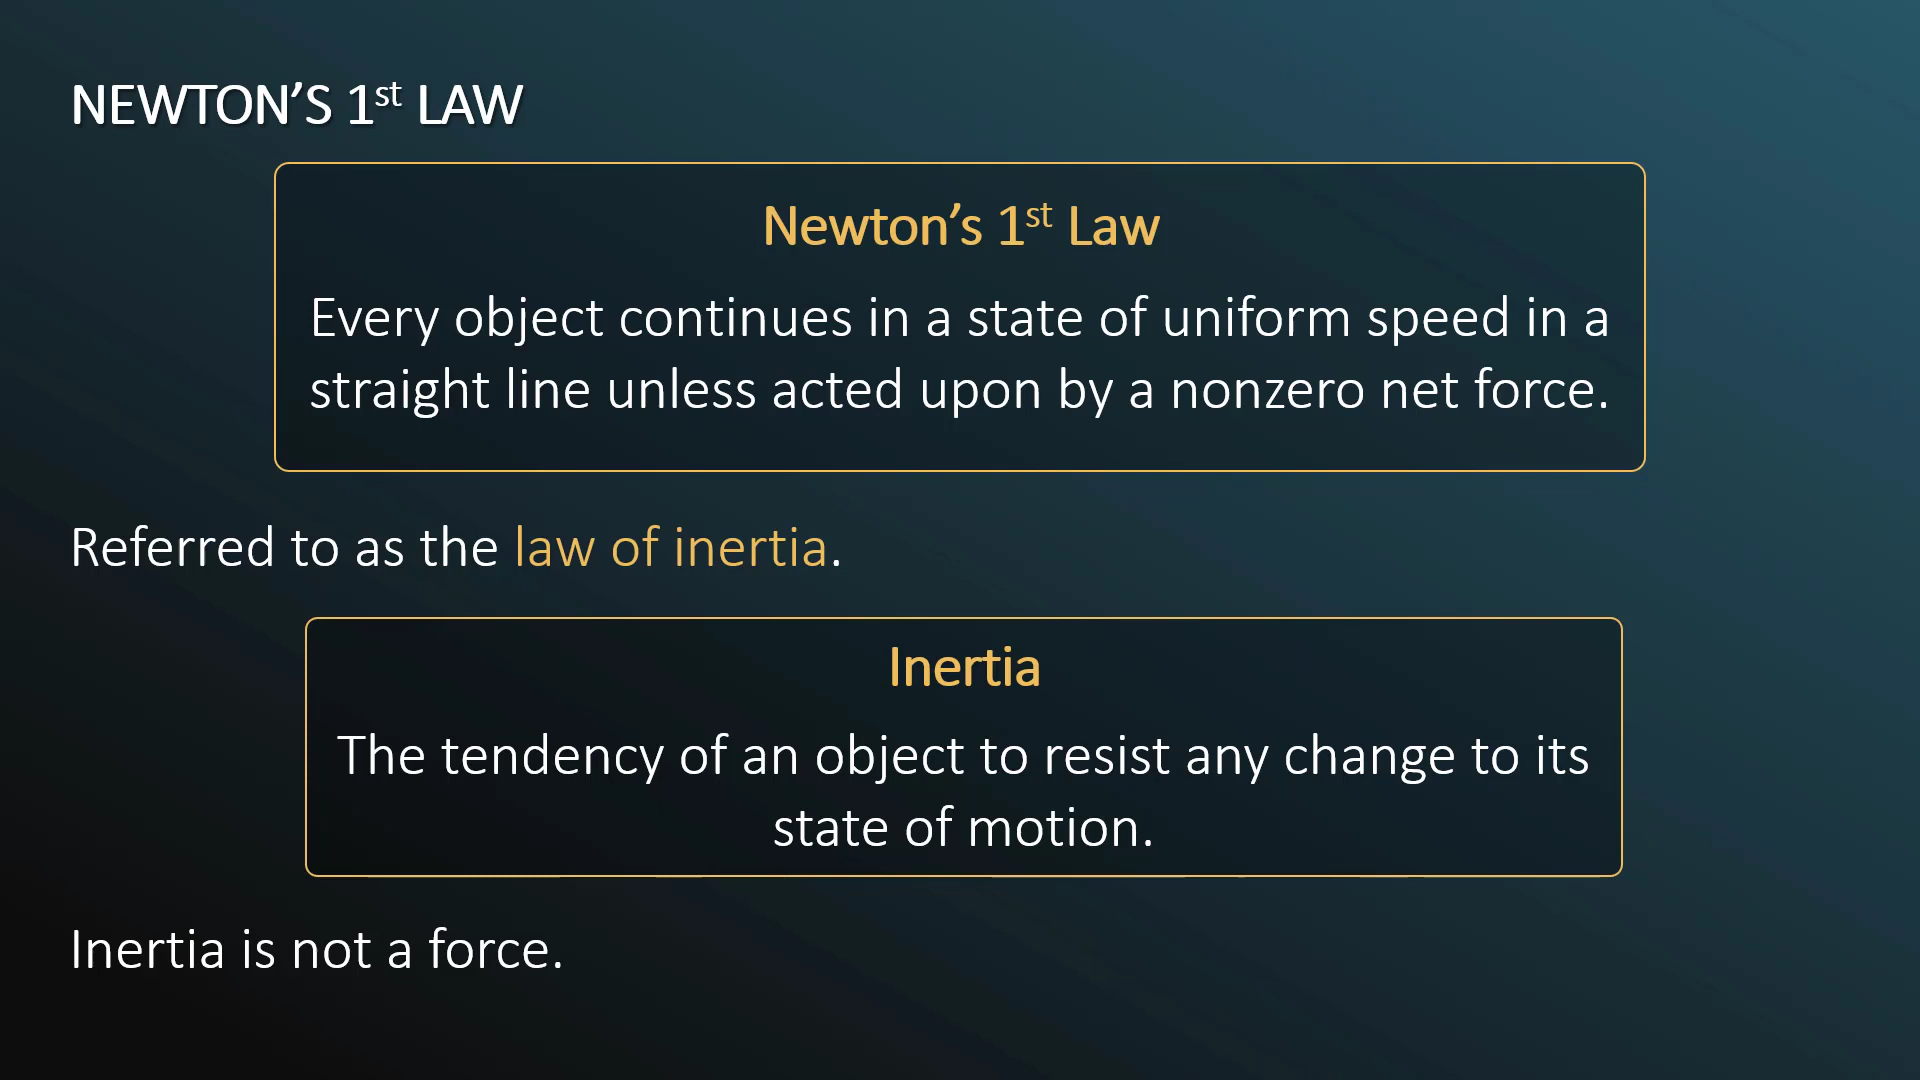 NEWTON’S 1st LAW
Newton’s 1st Law
Every object continues in a state of uniform speed in a
straight line unless acted upon by a nonzero net force.
Referred to as the law of inertia.
Inertia
The tendency of an object to resist any change to its
state of motion.
Inertia is not a force.